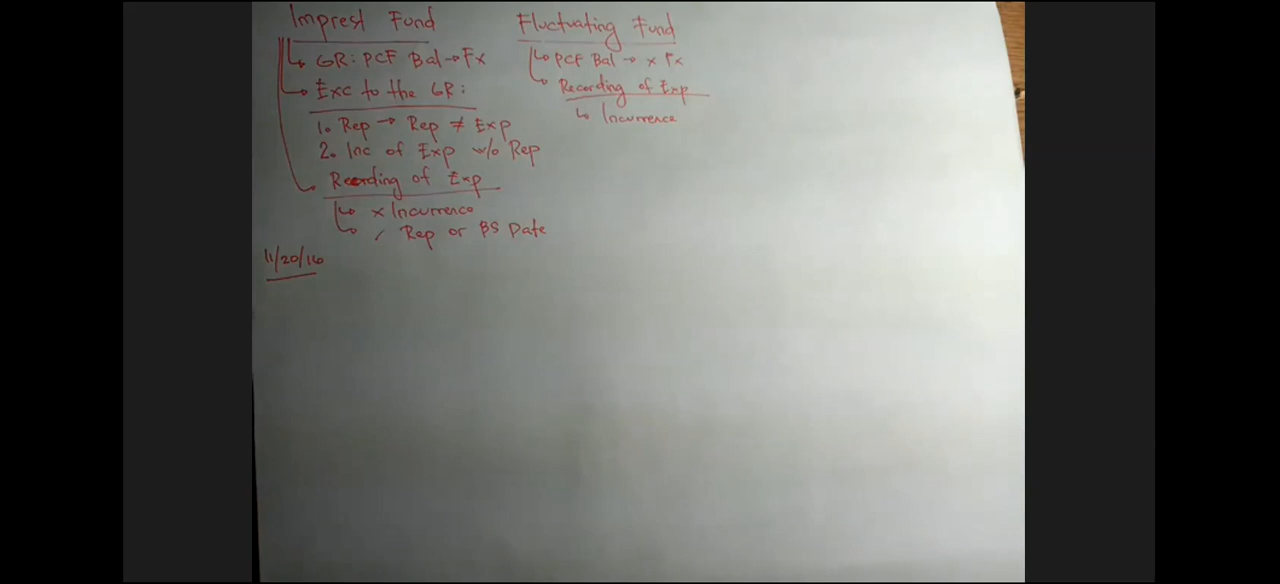 Imprest Fund
↳ GR: PCF Bal → Fx
↳ Exc to the GR:
1. Rep → Rep ≠ Exp
2. Inc of Exp w/o Rep
↳ Recording of Exp
↳ x Incurrence
↳ / Rep or BS Date
11/20/16
Fluctuating Fund
↳ PCF Bal → x Fx
↳ Recording of Exp
↳ Incurrence